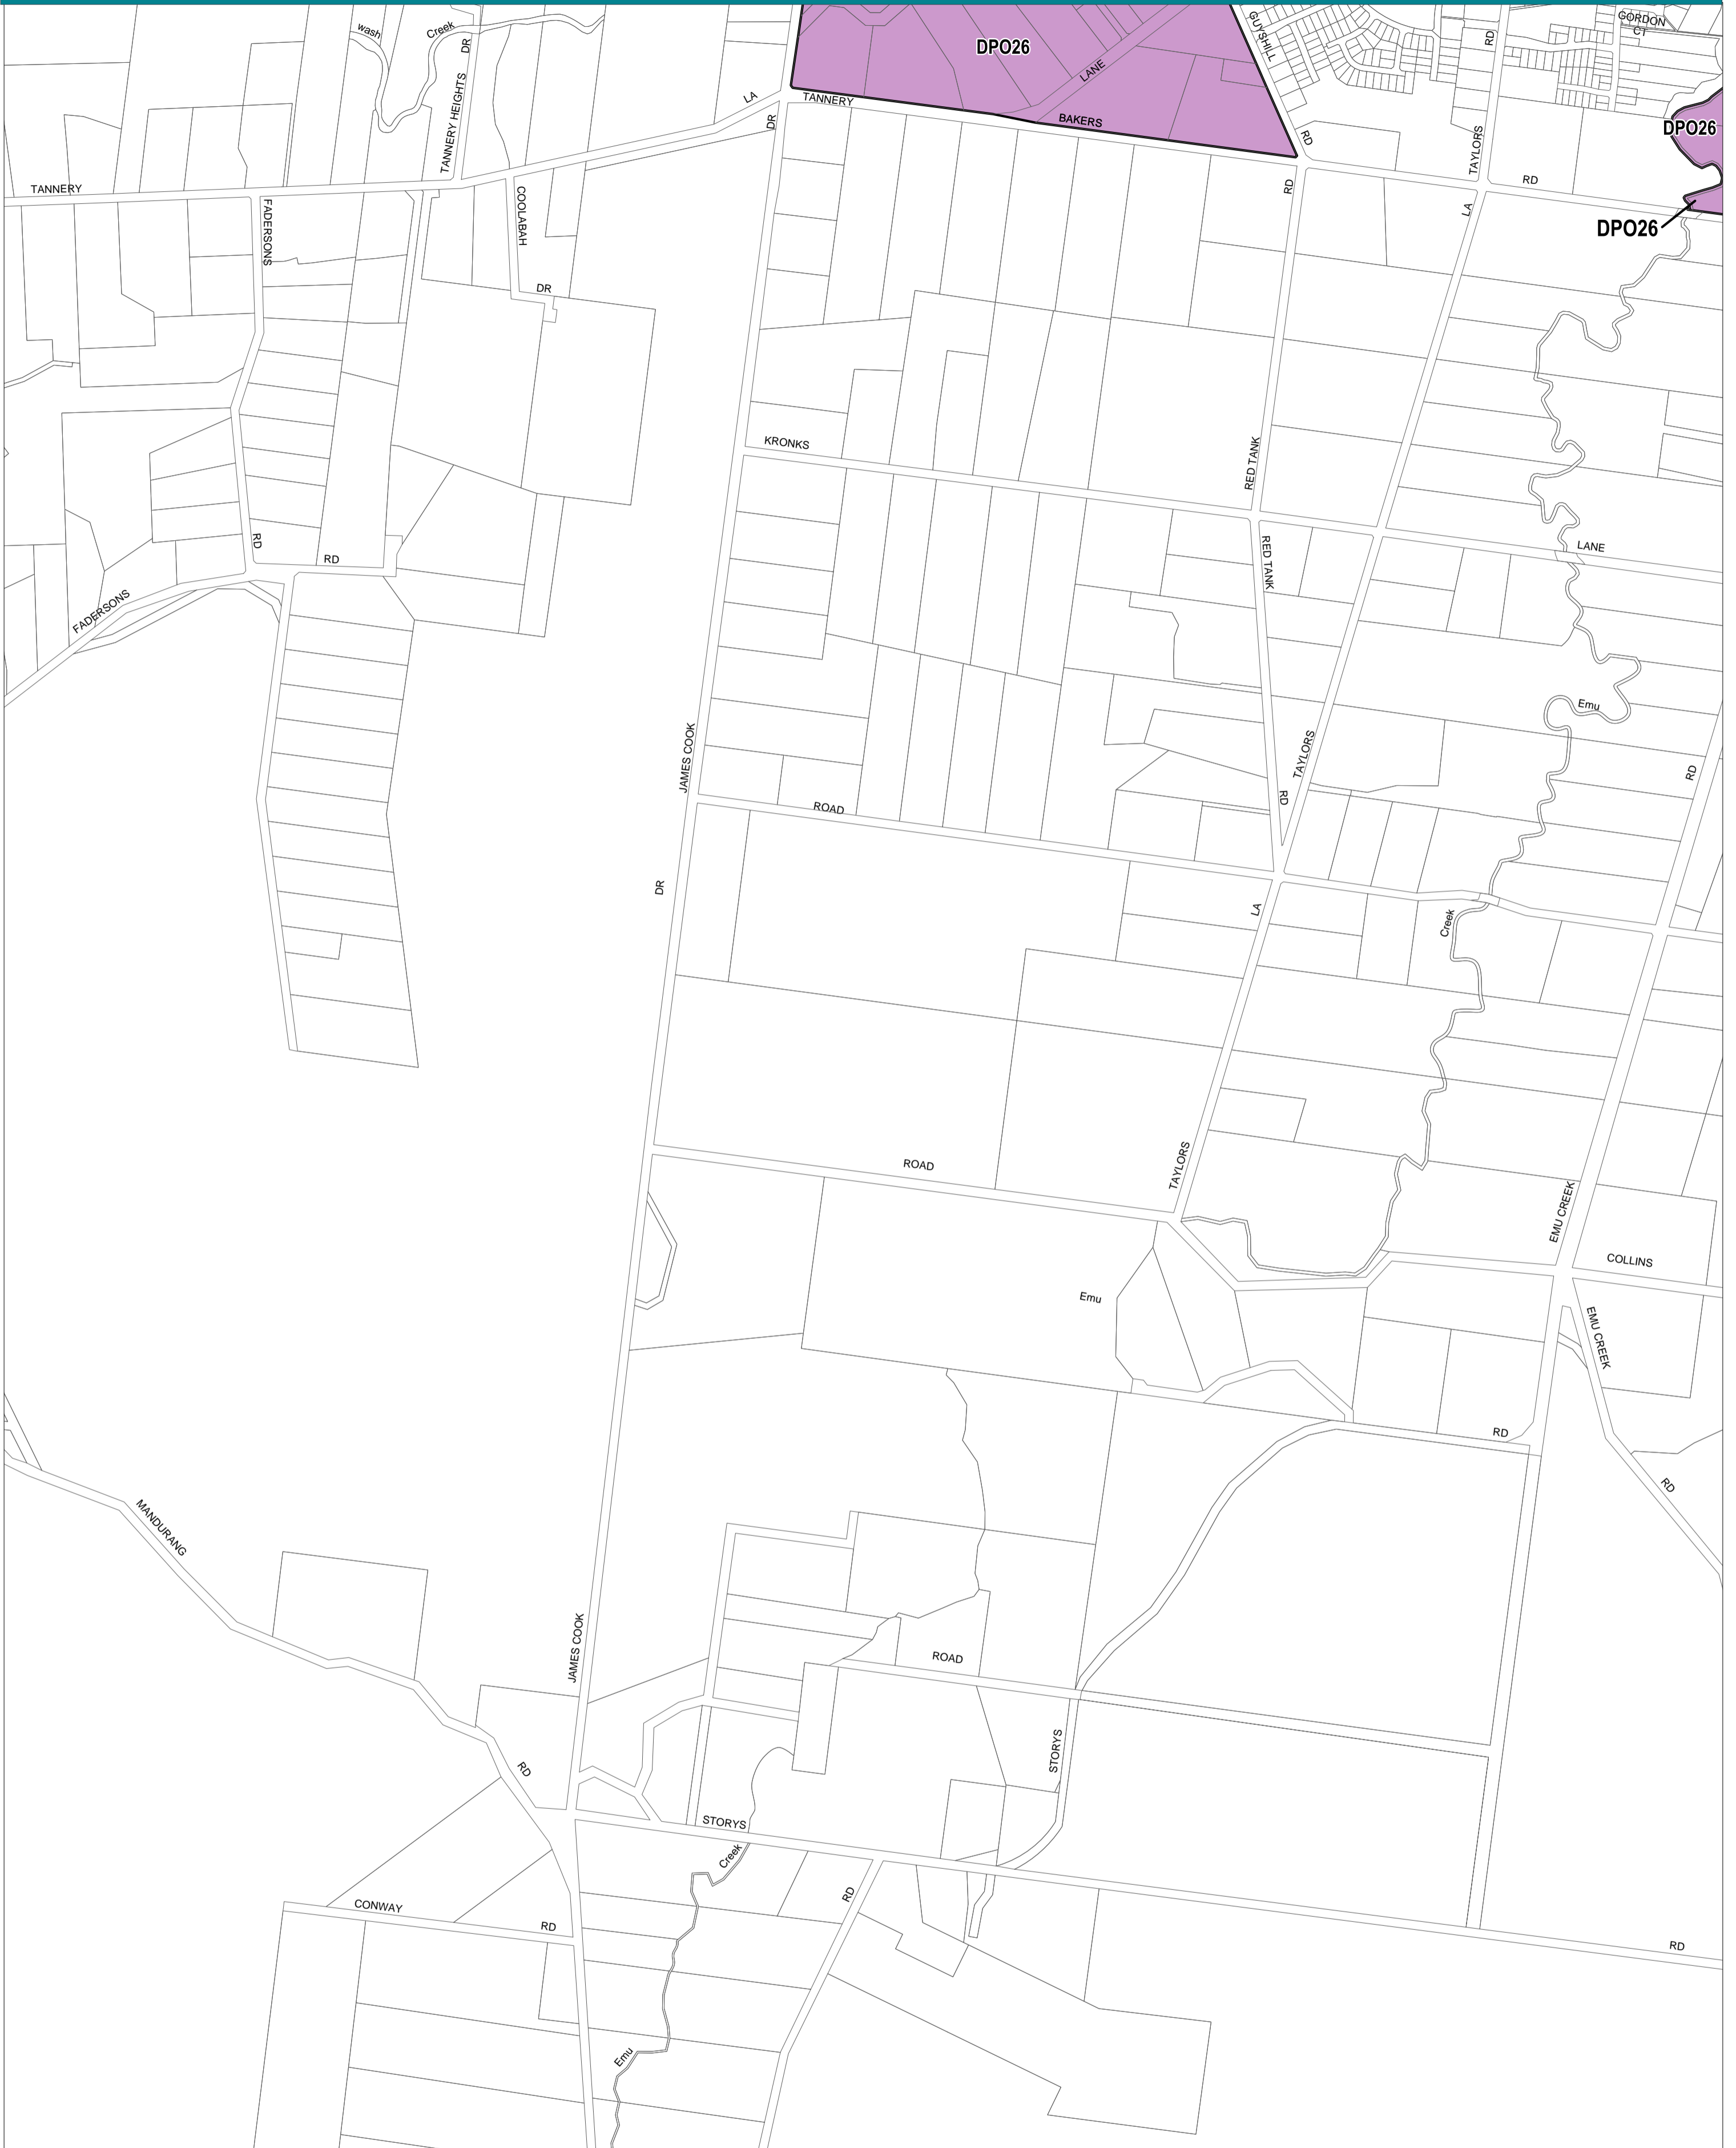 wash
Creek
DR
TANNERY HEIGHTS
DPO26
LANE
GUYSHILL
RD
GORDON
CT
LA
TANNERY
BAKERS
DR
RD
TAYLORS
DPO26
TANNERY
FADERSONS
COOLABAH
RD
RD
LA
DPO26
DR
KRONKS
RED TANK
RD
RD
FADERSONS
RED TANK
LANE
Emu
JAMES COOK
TAYLORS
RD
RD
ROAD
DR
LA
Creek
ROAD
TAYLORS
EMU CREEK
COLLINS
Emu
EMU CREEK
RD
RD
MANDURANG
JAMES COOK
ROAD
STORYS
RD
STORYS
Creek
RD
CONWAY
RD
RD
Emu